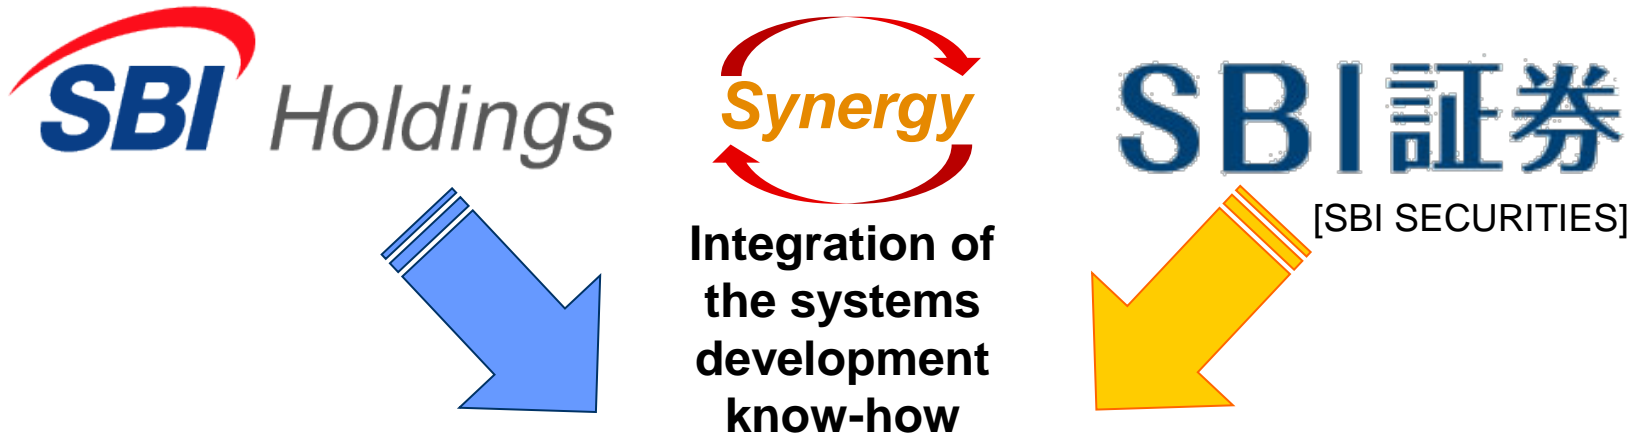 SBI Holdings
Synergy
SBI証券
[SBI SECURITIES]
Integration of
the systems
development
know-how